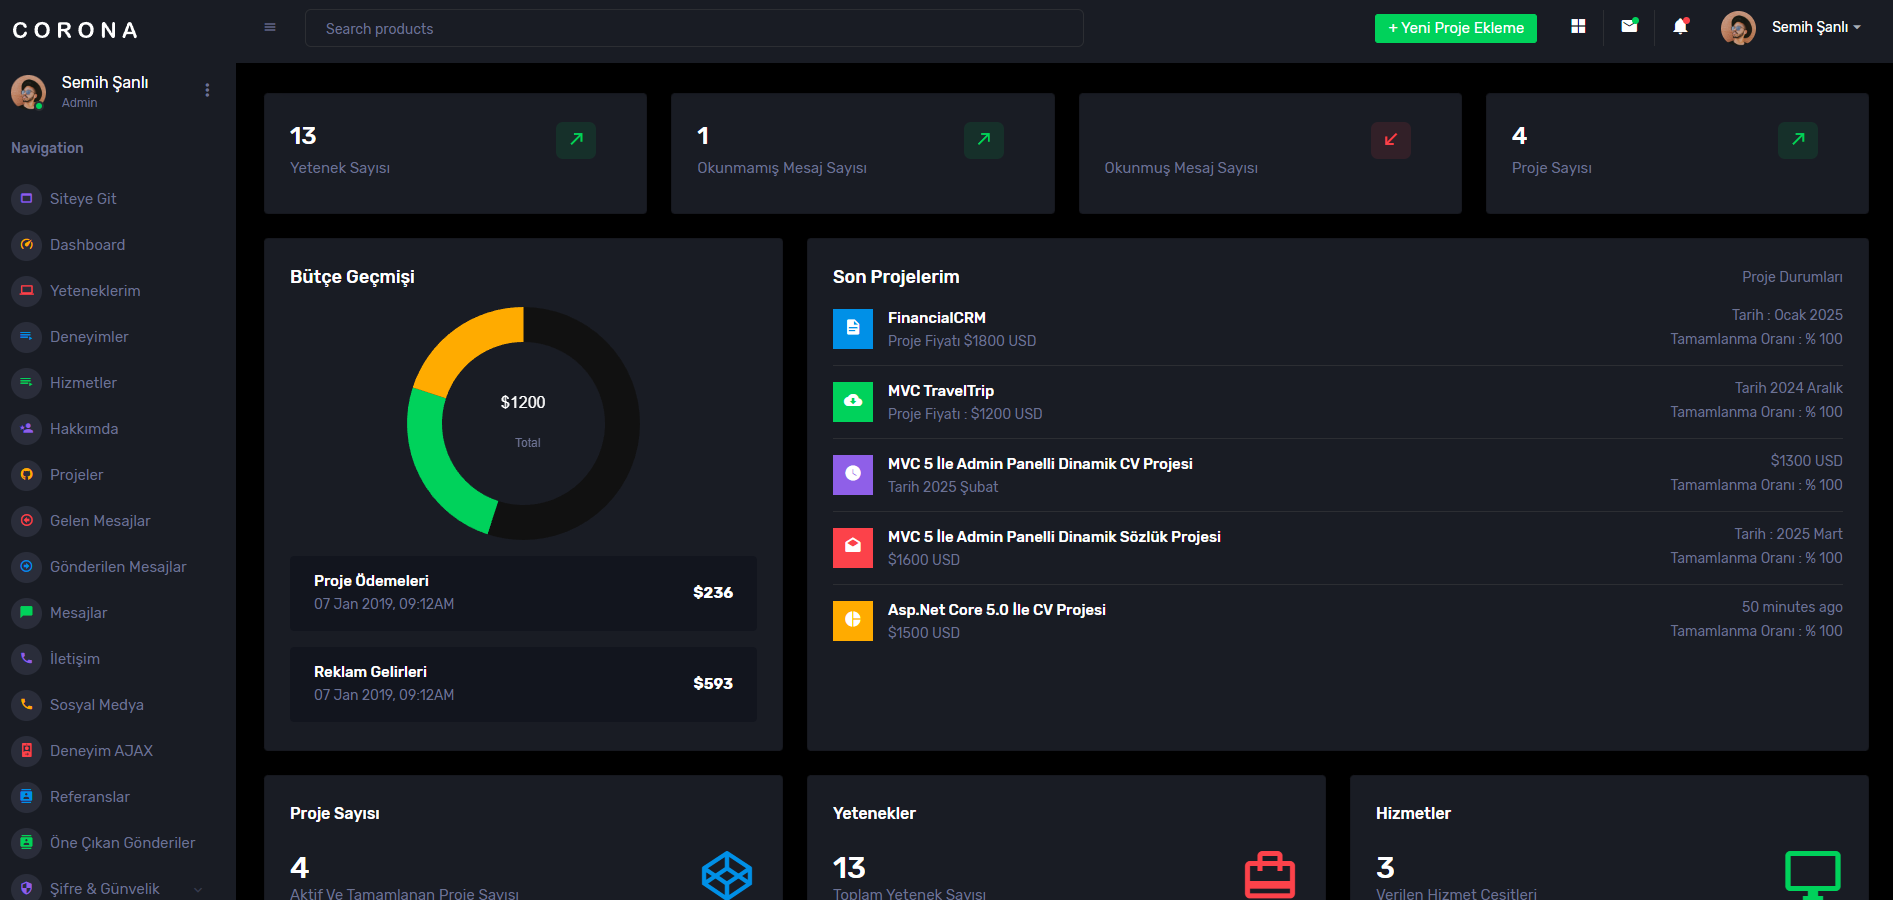 CORONA
Search products
+ Yeni Proje Ekleme
Semih Şanlı
Semih Şanlı
Admin
Navigation
Siteye Git
Dashboard
Yeteneklerim
Deneyimler
Hizmetler
Hakkımda
Projeler
Gelen Mesajlar
Gönderilen Mesajlar
Mesajlar
İletişim
Sosyal Medya
Deneyim AJAX
Referanslar
Öne Çıkan Gönderiler
Şifre & Günvelik
13
Yetenek Sayısı
1
Okunmamış Mesaj Sayısı
Okunmuş Mesaj Sayısı
4
Proje Sayısı
Bütçe Geçmişi
$1200
Total
Proje Ödemeleri
07 Jan 2019, 09:12AM
$236
Reklam Gelirleri
07 Jan 2019, 09:12AM
$593
Son Projelerim
Proje Durumları
FinancialCRM
Proje Fiyatı $1800 USD
Tarih : Ocak 2025
Tamamlanma Oranı : % 100
MVC TravelTrip
Proje Fiyatı : $1200 USD
Tarih 2024 Aralık
Tamamlanma Oranı : % 100
MVC 5 İle Admin Panelli Dinamik CV Projesi
Tarih 2025 Şubat
$1300 USD
Tamamlanma Oranı : % 100
MVC 5 İle Admin Panelli Dinamik Sözlük Projesi
$1600 USD
Tarih : 2025 Mart
Tamamlanma Oranı : % 100
Asp.Net Core 5.0 İle CV Projesi
$1500 USD
50 minutes ago
Tamamlanma Oranı : % 100
Proje Sayısı
4
Aktif Ve Tamamlanan Proje Sayısı
Yetenekler
13
Toplam Yetenek Sayısı
Hizmetler
3
Verilen Hizmet Çeşitleri